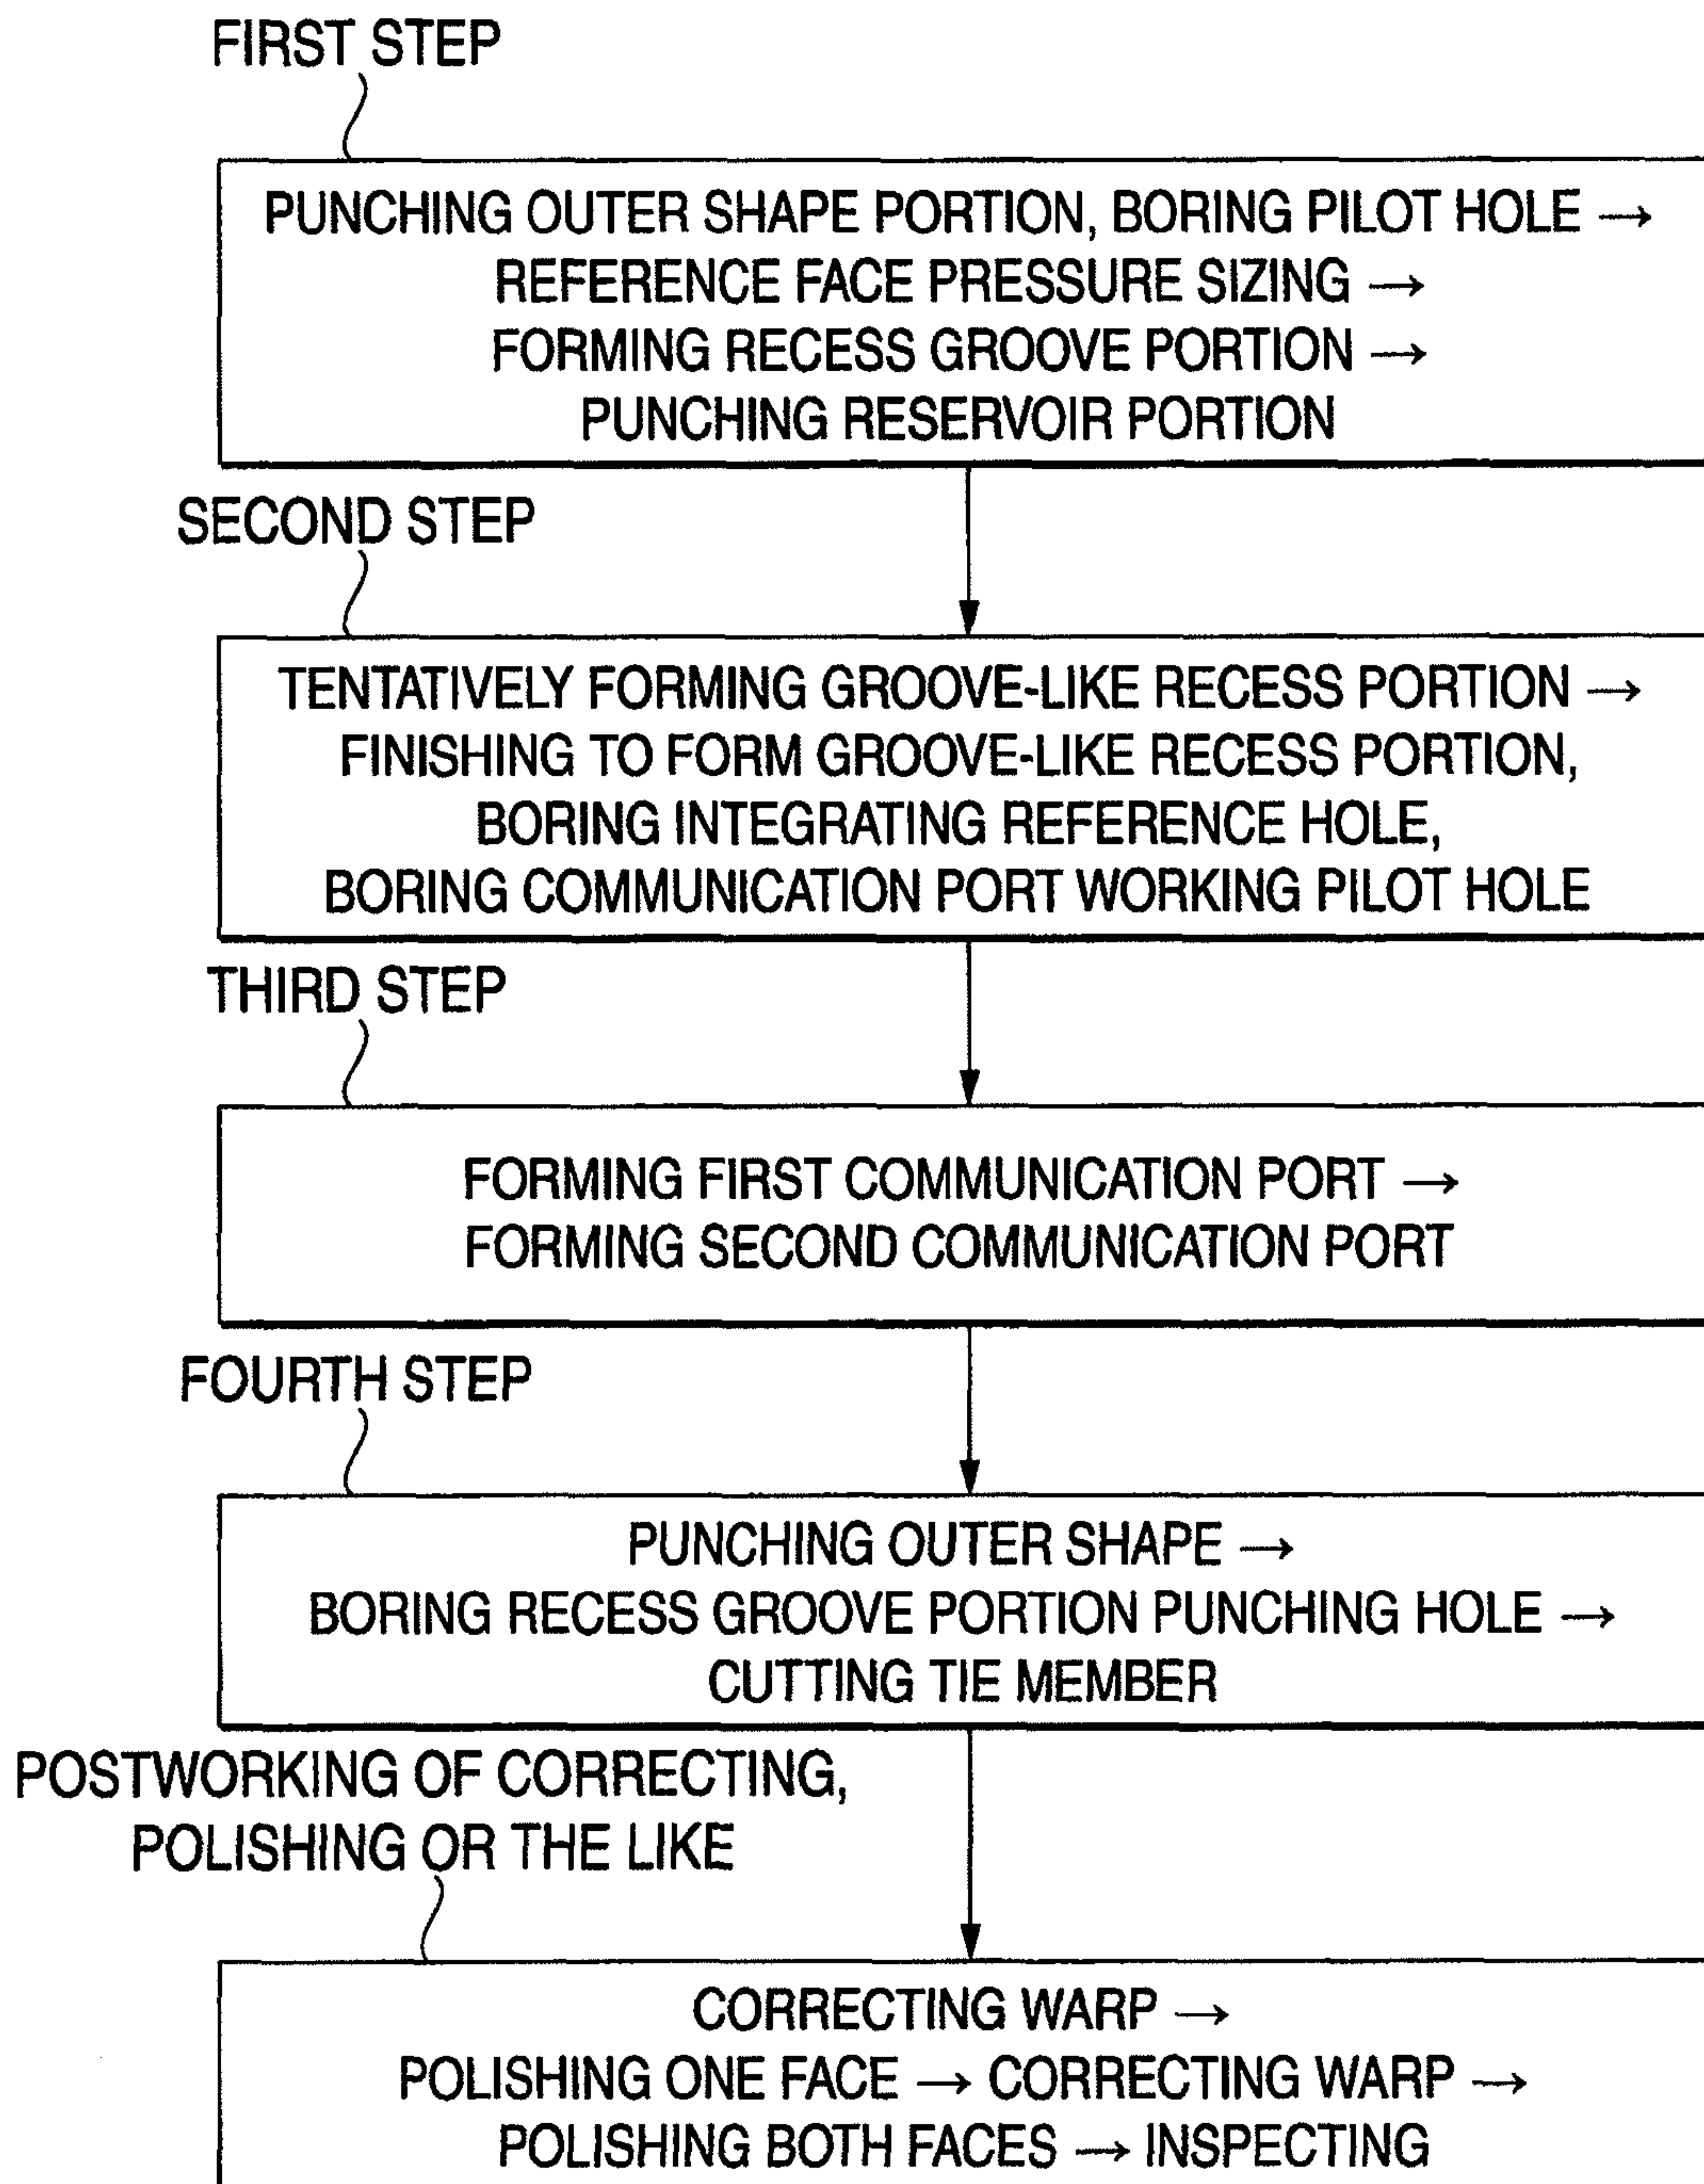 FIRST STEP
PUNCHING OUTER SHAPE PORTION, BORING PILOT HOLE →
REFERENCE FACE PRESSURE SIZING →
FORMING RECESS GROOVE PORTION →
PUNCHING RESERVOIR PORTION
SECOND STEP
TENTATIVELY FORMING GROOVE-LIKE RECESS PORTION →
FINISHING TO FORM GROOVE-LIKE RECESS PORTION,
BORING INTEGRATING REFERENCE HOLE,
BORING COMMUNICATION PORT WORKING PILOT HOLE
THIRD STEP
FORMING FIRST COMMUNICATION PORT →
FORMING SECOND COMMUNICATION PORT
FOURTH STEP
PUNCHING OUTER SHAPE →
BORING RECESS GROOVE PORTION PUNCHING HOLE →
CUTTING TIE MEMBER
POSTWORKING OF CORRECTING,
POLISHING OR THE LIKE
CORRECTING WARP →
POLISHING ONE FACE → CORRECTING WARP →
POLISHING BOTH FACES → INSPECTING